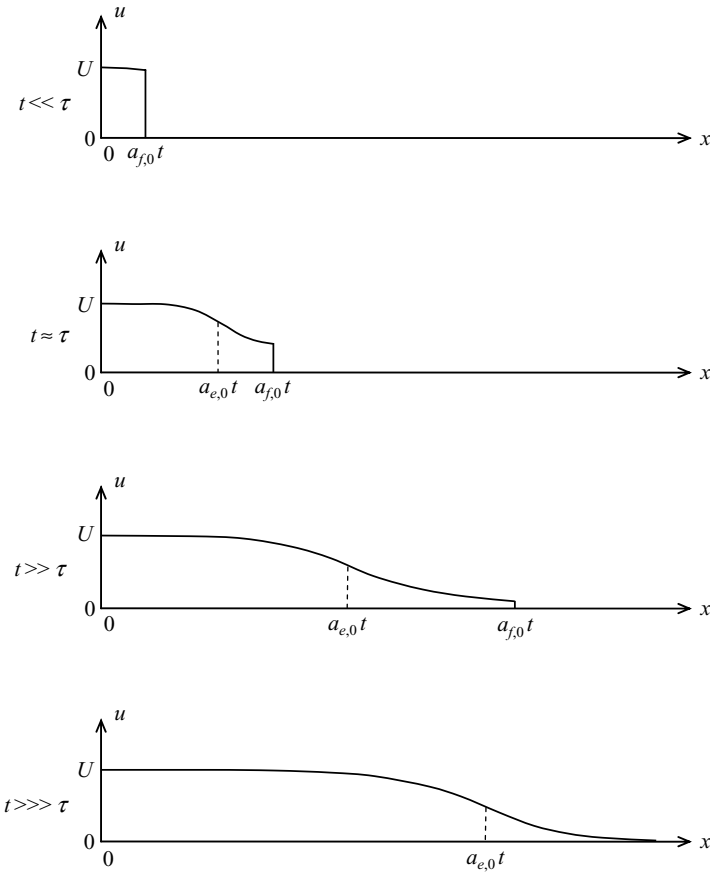 u
U
t << τ
0
x
0 a_{f,0} t
u
U
t ≈ τ
0
x
0 a_{e,0} t a_{f,0} t
u
U
t >> τ
0
x
0 a_{e,0} t a_{f,0} t
u
U
t >>> τ
0
x
0 a_{e,0} t